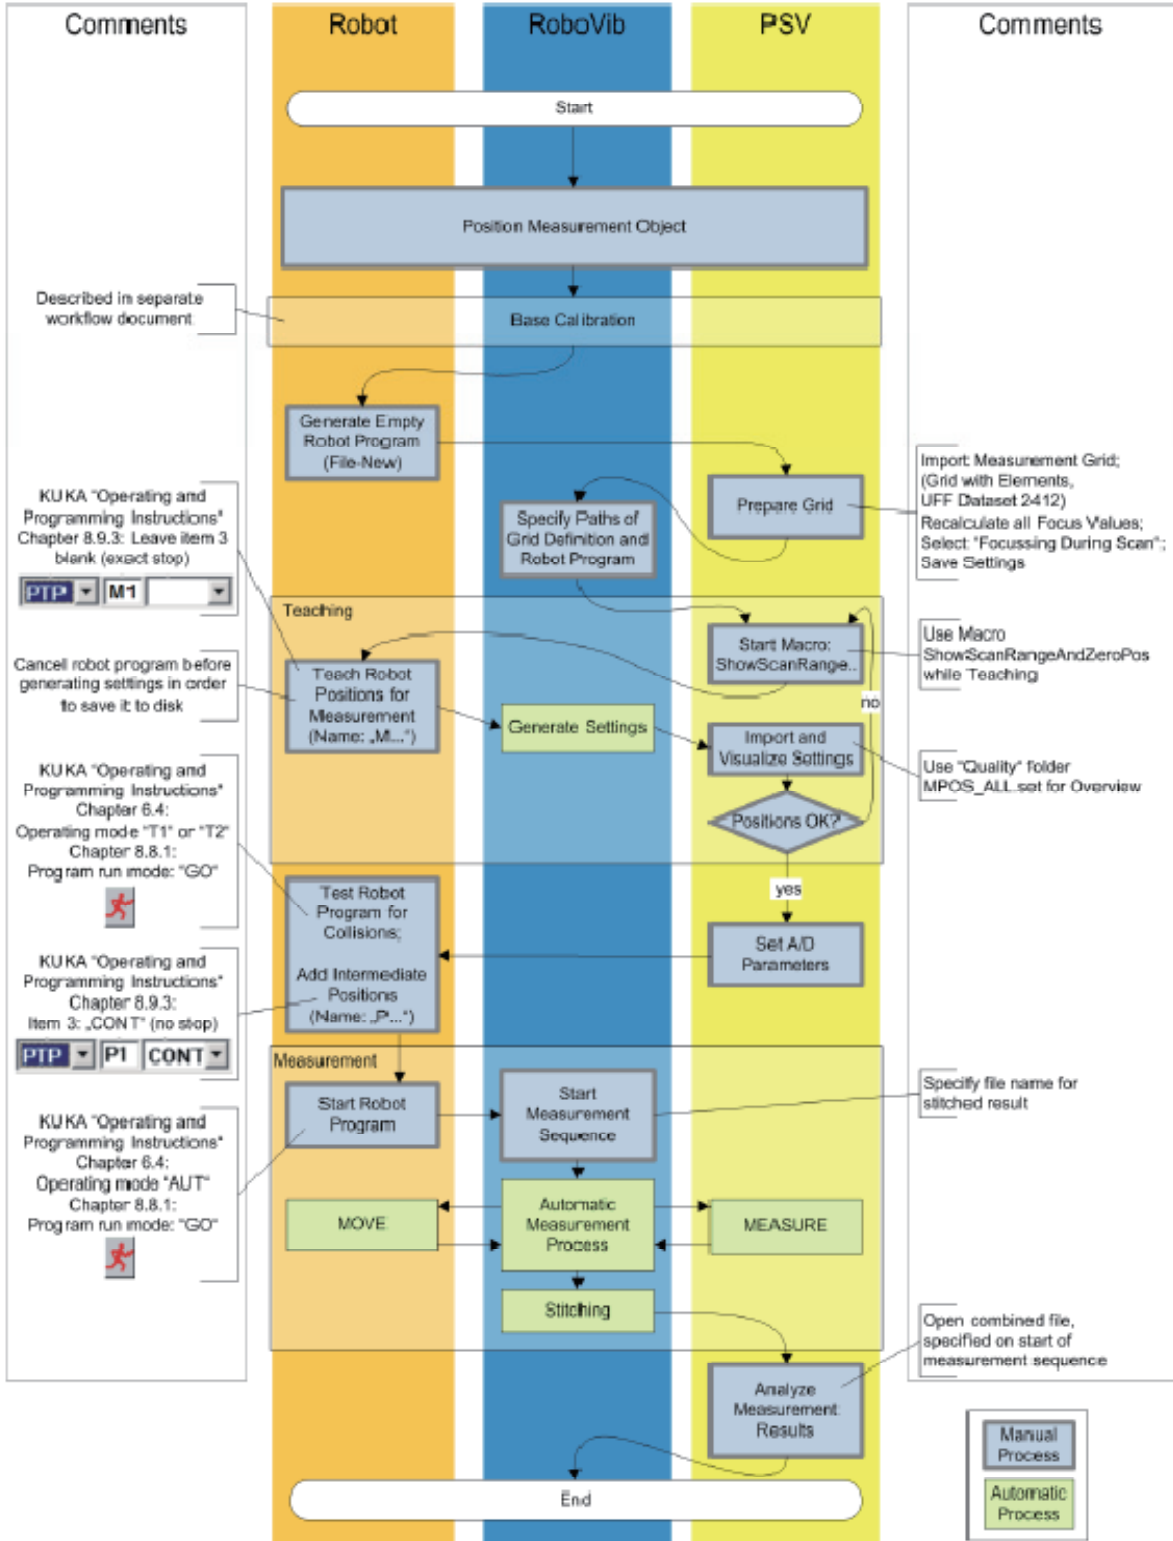 Comments
Robot
RoboVib
PSV
Comments
Start
Position Measurement Object
Described in separate
workflow document
Base Calibration
Generate Empty
Robot Program
(File-New)
Prepare Grid
Import Measurement Grid;
(Grid with Elements,
UFF Dataset 2412)
Recalculate all Focus Values;
Select "Focussing During Scan";
Save Settings
Specify Paths of
Grid Definition and
Robot Program
KUKA "Operating and
Programming Instructions"
Chapter 8.9.3: Leave item 3
blank (exact stop)
PTP M1
Teaching
Start Macro:
ShowScanRange..
Use Macro
ShowScanRangeAndZeroPos
while Teaching
Cancel robot program before
generating settings in order
to save it to disk
Teach Robot
Positions for
Measurement
(Name: „M...")
Generate Settings
Import and
Visualize Settings
no
Use "Quality" folder
MPOS_ALL.set for Overview
Positions OK?
yes
KUKA "Operating and
Programming Instructions"
Chapter 6.4:
Operating mode "T1" or "T2"
Chapter 8.8.1:
Program run mode: "GO"
Test Robot
Program for
Collisions;
Add Intermediate
Positions
(Name: „P...")
Set A/D
Parameters
KUKA "Operating and
Programming Instructions"
Chapter 8.9.3:
Item 3: „CONT" (no stop)
PTP P1 CONT
Measurement
Start Robot
Program
Start
Measurement
Sequence
Specify file name for
stitched result
KUKA "Operating and
Programming Instructions"
Chapter 6.4:
Operating mode "AUT"
Chapter 8.8.1:
Program run mode: "GO"
MOVE
Automatic
Measurement
Process
MEASURE
Stitching
Open combined file,
specified on start of
measurement sequence
Analyze
Measurement
Results
End
Manual
Process
Automatic
Process